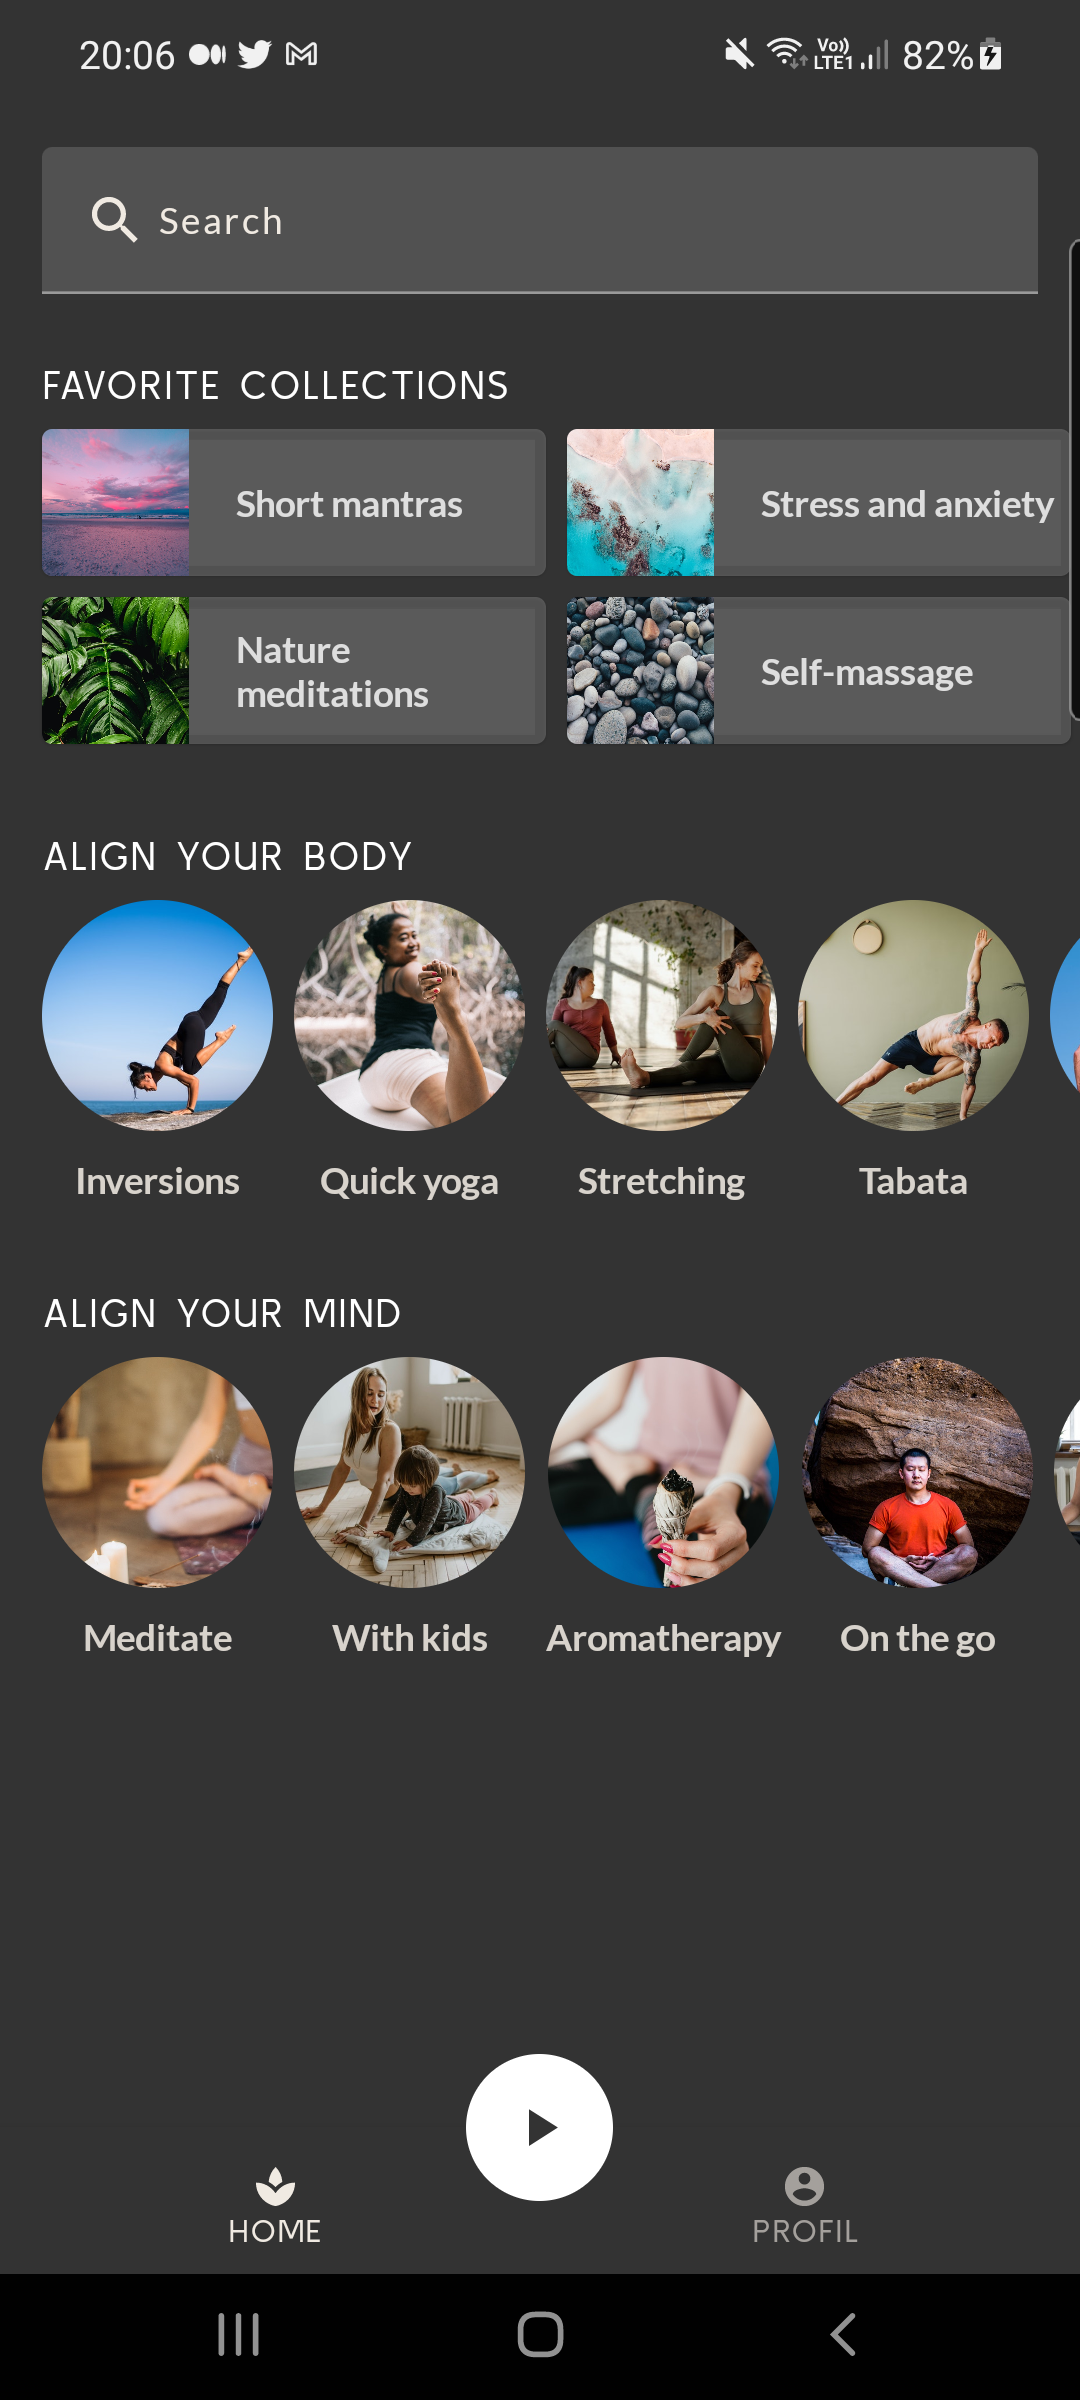 20:06
Vo)) LTE1 82%
Search
FAVORITE COLLECTIONS
Short mantras
Stress and anxiety
Nature
meditations
Self-massage
ALIGN YOUR BODY
Inversions
Quick yoga
Stretching
Tabata
ALIGN YOUR MIND
Meditate
With kids
Aromatherapy
On the go
HOME
PROFIL